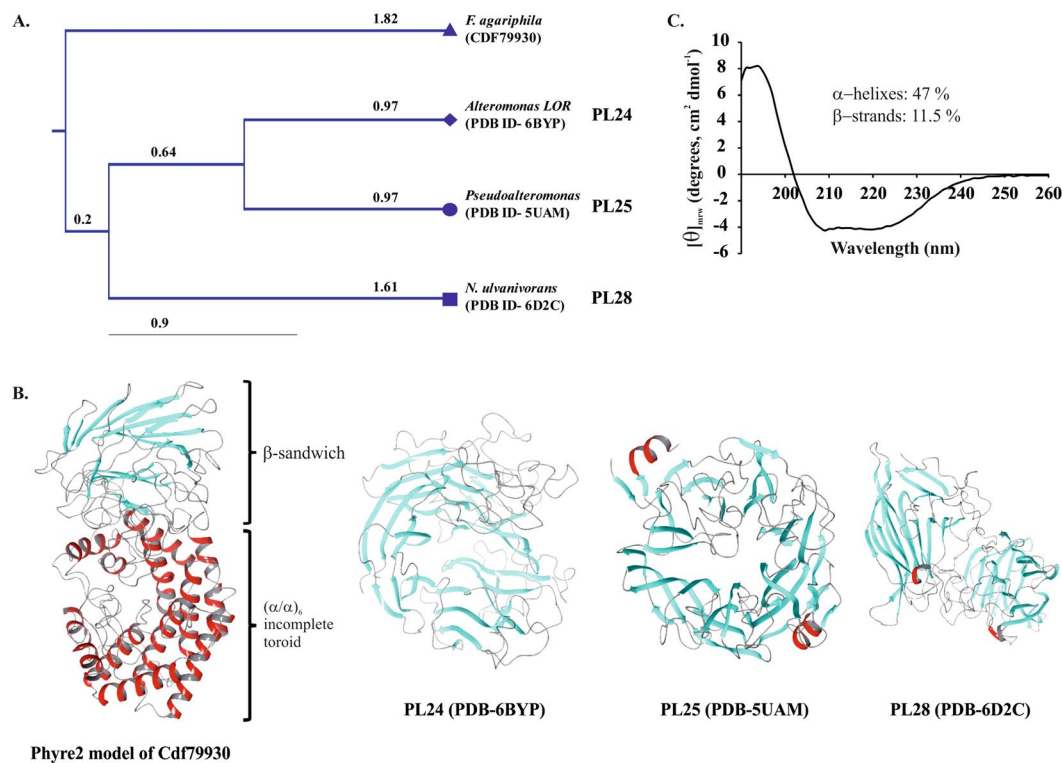 A.
1.82
F. agariphila
(CDF79930)
0.97
Alteromonas LOR
(PDB ID- 6BYP)
PL24
0.64
0.97
Pseudoalteromonas
(PDB ID- 5UAM)
PL25
0.2
1.61
N. ulvanivorans
(PDB ID- 6D2C)
PL28
0.9
C.
[θ]mrw (degrees, cm² dmol⁻¹)
10
8
6
4
2
0
-2
-4
-6
α–helixes: 47 %
β–strands: 11.5 %
200 210 220 230 240 250 260
Wavelength (nm)
B.
β-sandwich
(α/α)₆
incomplete
toroid
Phyre2 model of Cdf79930
PL24 (PDB-6BYP)
PL25 (PDB-5UAM)
PL28 (PDB-6D2C)